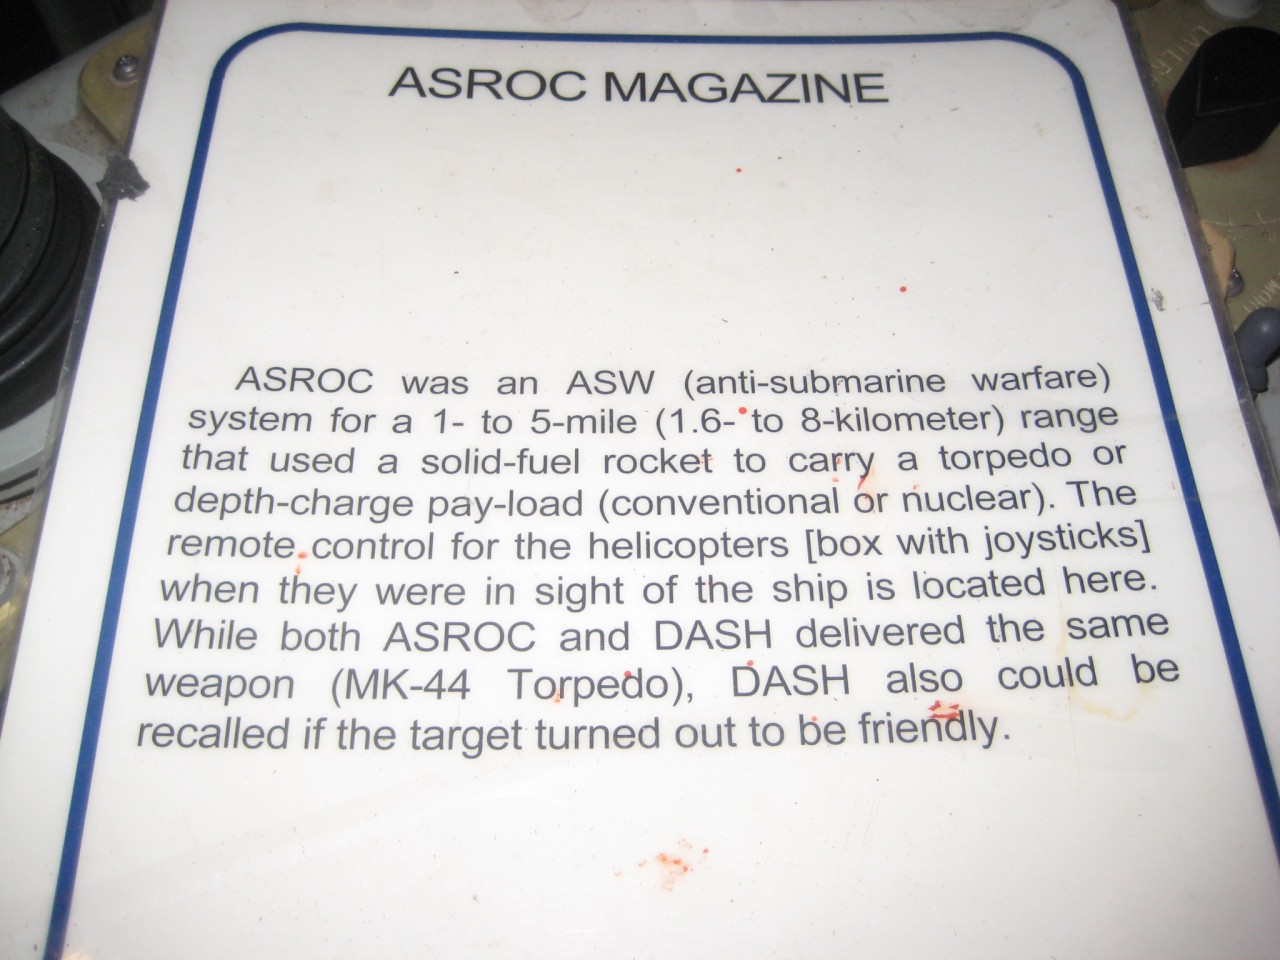 ASROC MAGAZINE
ASROC was an ASW (anti-submarine warfare)
system for a 1- to 5-mile (1.6- to 8-kilometer) range
that used a solid-fuel rocket to carry a torpedo or
depth-charge pay-load (conventional or nuclear). The
remote control for the helicopters [box with joysticks]
when they were in sight of the ship is located here.
While both ASROC and DASH delivered the same
weapon (MK-44 Torpedo), DASH also could be
recalled if the target turned out to be friendly.